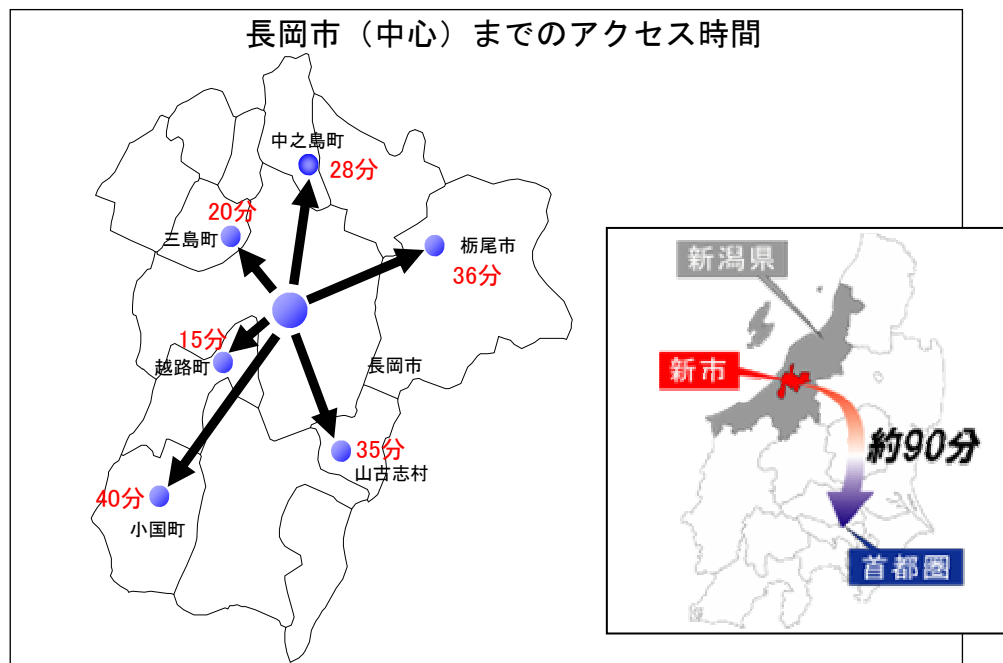 長岡市（中心）までのアクセス時間
中之島町
28分
20分
三島町
栃尾市
36分
15分
越路町
長岡市
35分
山古志村
40分
小国町
新潟県
新市
約90分
首都圏